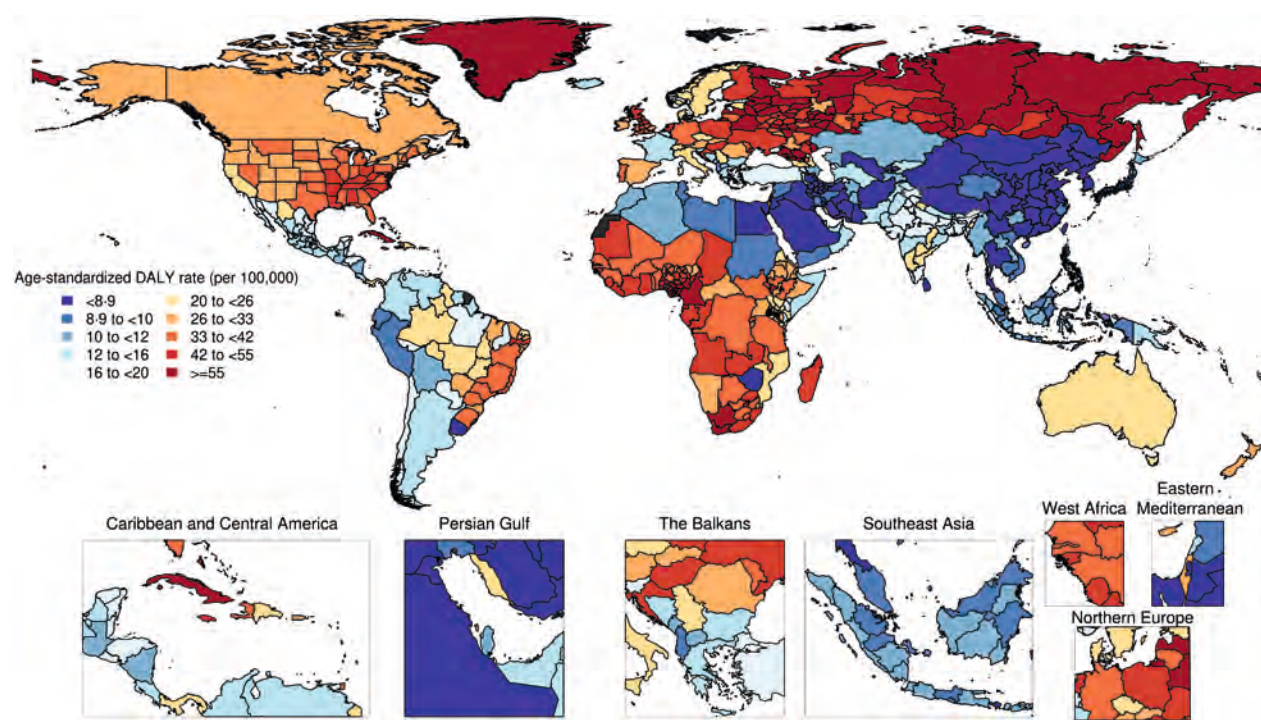 Age-standardized DALY rate (per 100,000)
<8·9
8·9 to <10
10 to <12
12 to <16
16 to <20
20 to <26
26 to <33
33 to <42
42 to <55
>=55
Caribbean and Central America
Persian Gulf
The Balkans
Southeast Asia
West Africa
Eastern
Mediterranean
Northern Europe